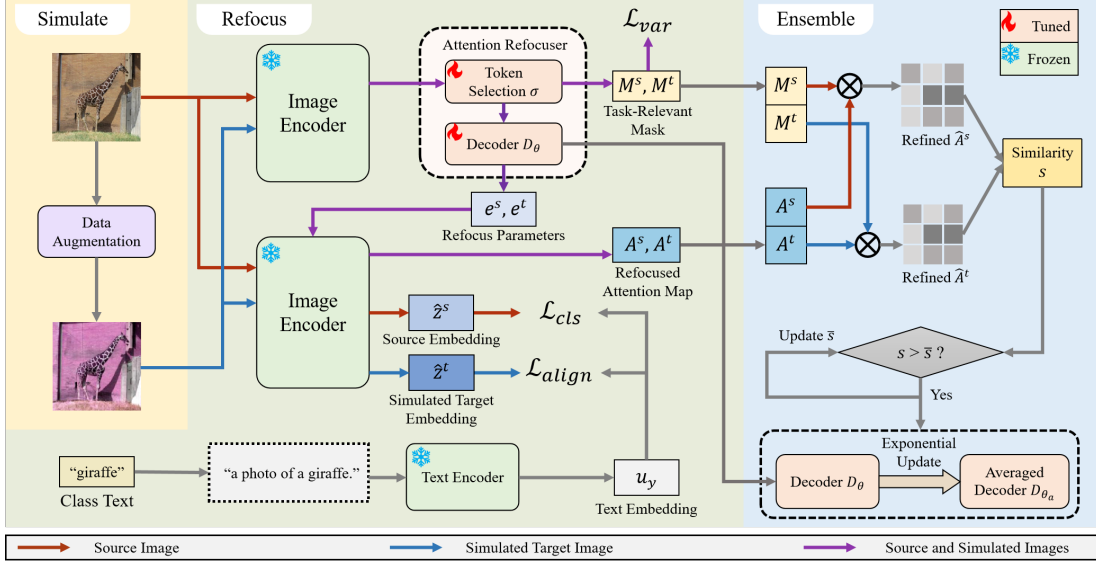 Simulate
Refocus
Ensemble
Tuned
Frozen
Data
Augmentation
Image
Encoder
Attention Refocuser
Token
Selection σ
Decoder D_θ
e^s, e^t
Refocus Parameters
ℒ_var
M^s, M^t
Task-Relevant
Mask
Image
Encoder
A^s, A^t
Refocused
Attention Map
ẑ^s
Source Embedding
ℒ_cls
ẑ^t
Simulated Target
Embedding
ℒ_align
"giraffe"
Class Text
"a photo of a giraffe."
Text Encoder
u_y
Text Embedding
M^s
M^t
A^s
A^t
Refined Â^s
Refined Â^t
Similarity
s
Update s̅
s > s̅ ?
Yes
Exponential
Update
Decoder D_θ
Averaged
Decoder D_θ_a
Source Image
Simulated Target Image
Source and Simulated Images